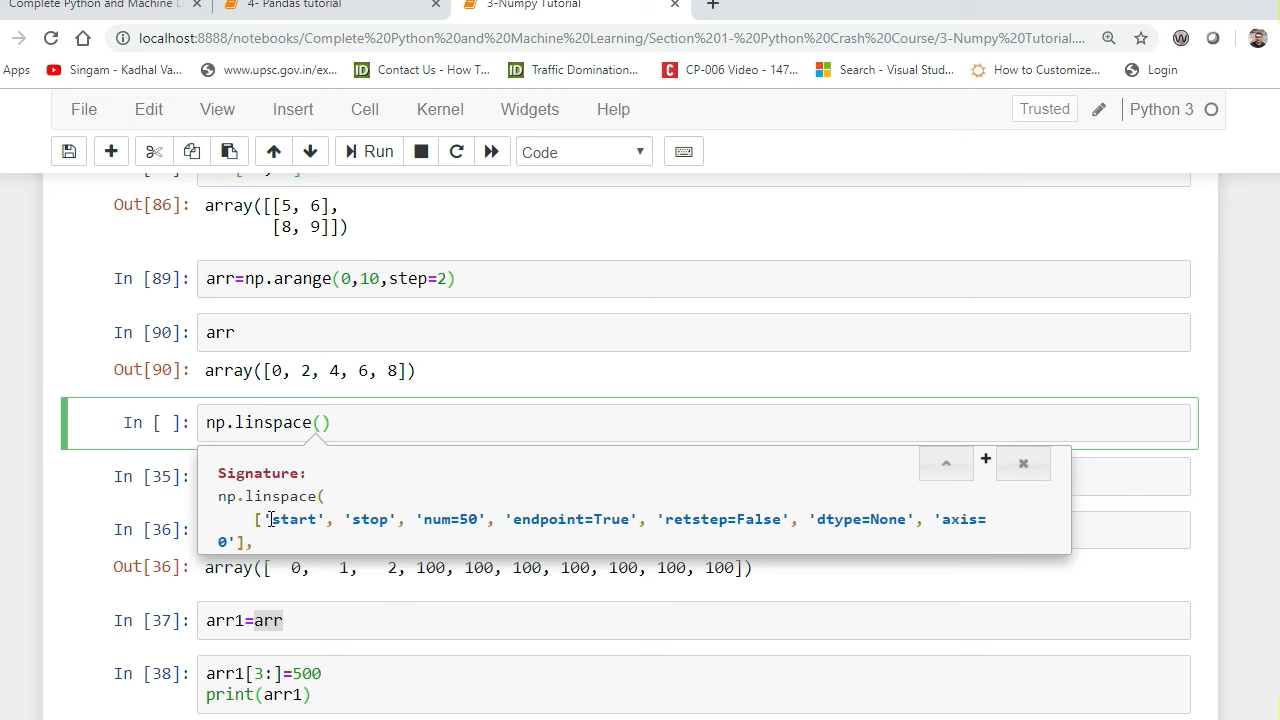 Complete Python and Machine L
4- Pandas tutorial
3-Numpy Tutorial
localhost:8888/notebooks/Complete%20Python%20and%20Machine%20Learning/Section%201-%20Python%20Crash%20Course/3-Numpy%20Tutorial....
Apps
Singam - Kadhal Va...
www.upsc.gov.in/ex...
ID Contact Us - How T...
ID Traffic Domination...
C CP-006 Video - 147...
Search - Visual Stud...
How to Customize...
Login
File Edit View Insert Cell Kernel Widgets Help Trusted Python 3
Run Code
Out[86]: array([[5, 6],
[8, 9]])
In [89]: arr=np.arange(0,10,step=2)
In [90]: arr
Out[90]: array([0, 2, 4, 6, 8])
In [ ]: np.linspace()
Signature:
In [35]:
np.linspace(
['start', 'stop', 'num=50', 'endpoint=True', 'retstep=False', 'dtype=None', 'axis=
In [36]:
0'],
Out[36]: array([ 0, 1, 2, 100, 100, 100, 100, 100, 100, 100])
In [37]: arr1=arr
In [38]: arr1[3:]=500
print(arr1)